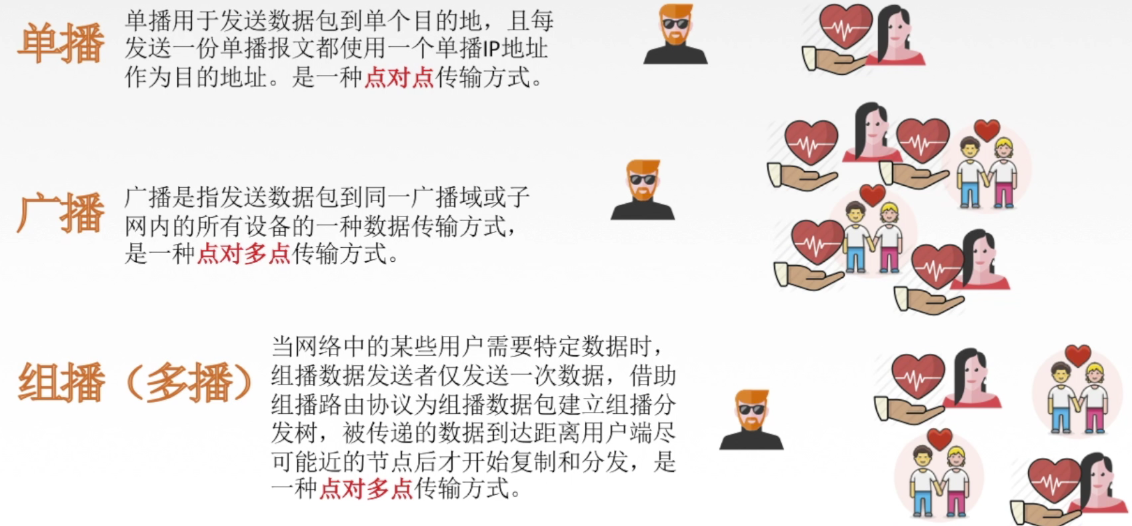 单播
单播用于发送数据包到单个目的地，且每
发送一份单播报文都使用一个单播IP地址
作为目的地址。是一种点对点传输方式。
广播
广播是指发送数据包到同一广播域或子
网内的所有设备的一种数据传输方式，
是一种点对多点传输方式。
组播（多播）
当网络中的某些用户需要特定数据时，
组播数据发送者仅发送一次数据，借助
组播路由协议为组播数据包建立组播分
发树，被传递的数据到达距离用户端尽
可能近的节点后才开始复制和分发，是
一种点对多点传输方式。